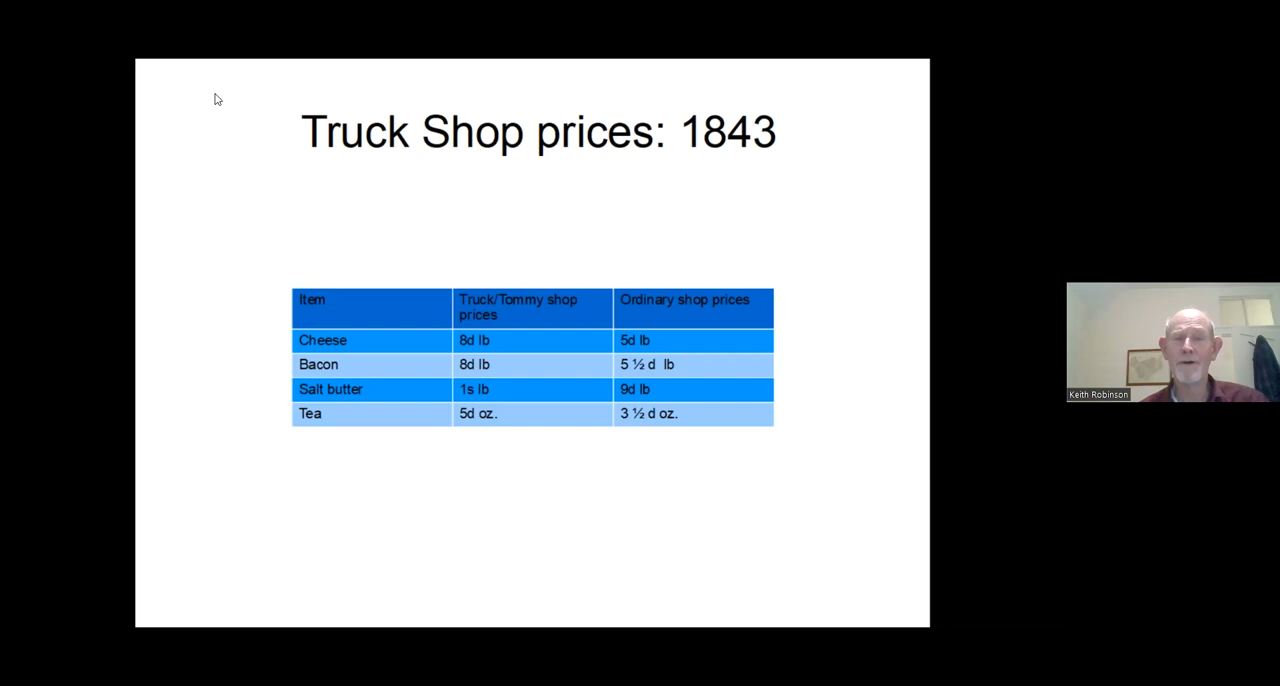 Truck Shop prices: 1843
Item
Truck/Tommy shop
prices
Ordinary shop prices
Cheese
8d lb
5d lb
Bacon
8d lb
5 ½ d  lb
Salt butter
1s lb
9d lb
Tea
5d oz.
3 ½ d oz.
Keith Robinson